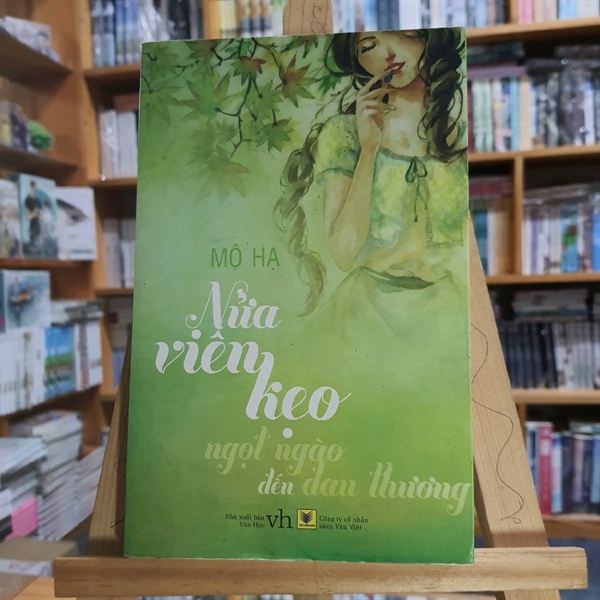 MỘ HẠ
Nửa
viên
kẹo
ngọt ngào
đến đau thương
Nhà xuất bản
Văn Học
vh
Công ty cổ phần
sách Văn Việt